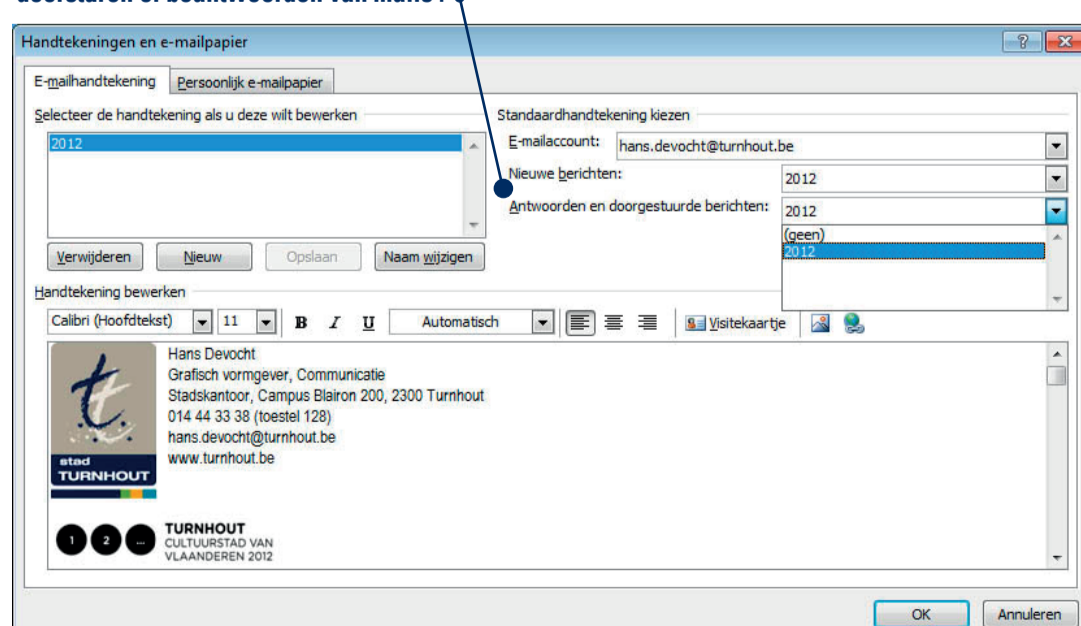 Handtekeningen en e-mailpapier
E-mailhandtekening Persoonlijk e-mailpapier
Selecteer de handtekening als u deze wilt bewerken
2012
Verwijderen Nieuw Opslaan Naam wijzigen
Standaardhandtekening kiezen
E-mailaccount: hans.devocht@turnhout.be
Nieuwe berichten: 2012
Antwoorden en doorgestuurde berichten: 2012
(geen)
2012
Handtekening bewerken
Calibri (Hoofdtekst) 11 B I U Automatisch Visitekaartje
t.
stad
TURNHOUT
Hans Devocht
Grafisch vormgever, Communicatie
Stadskantoor, Campus Blairon 200, 2300 Turnhout
014 44 33 38 (toestel 128)
hans.devocht@turnhout.be
www.turnhout.be
1 2 ...
TURNHOUT
CULTUURSTAD VAN
VLAANDEREN 2012
OK Annuleren